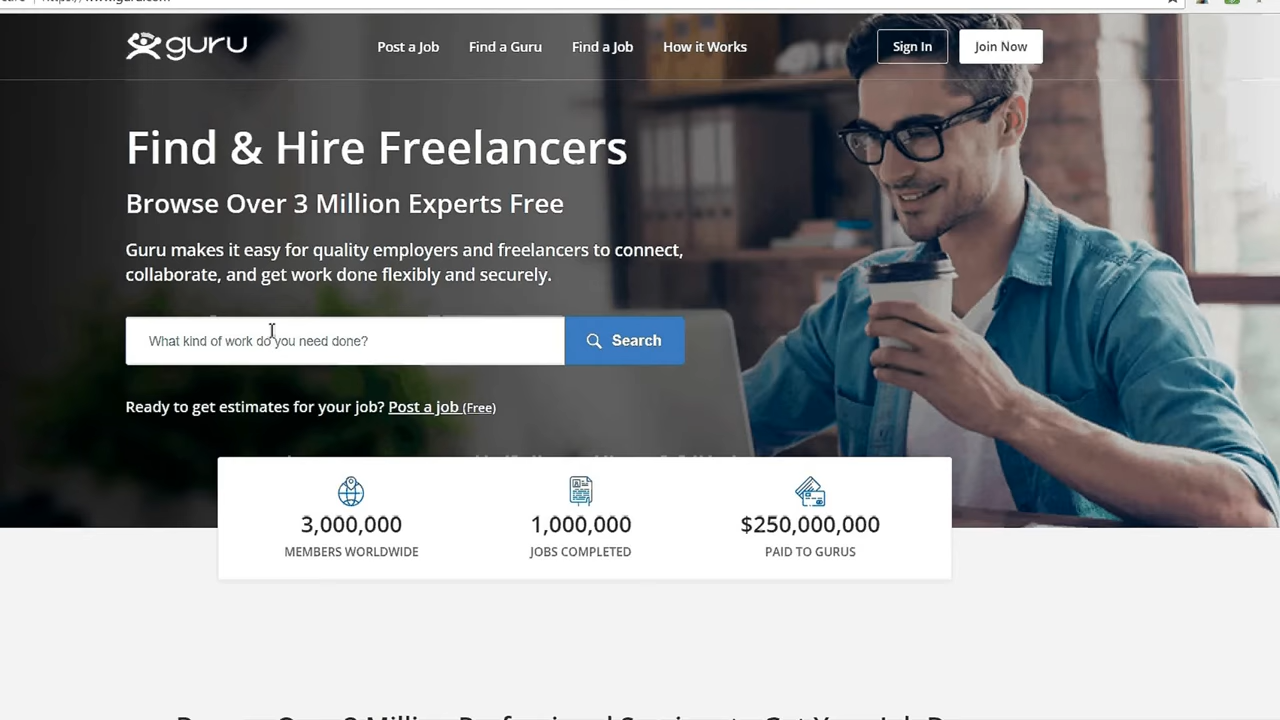 guru
Post a Job
Find a Guru
Find a Job
How it Works
Sign In
Join Now
Find & Hire Freelancers
Browse Over 3 Million Experts Free
Guru makes it easy for quality employers and freelancers to connect,
collaborate, and get work done flexibly and securely.
What kind of work do you need done?
Search
Ready to get estimates for your job? Post a job (Free)
3,000,000
MEMBERS WORLDWIDE
1,000,000
JOBS COMPLETED
$250,000,000
PAID TO GURUS